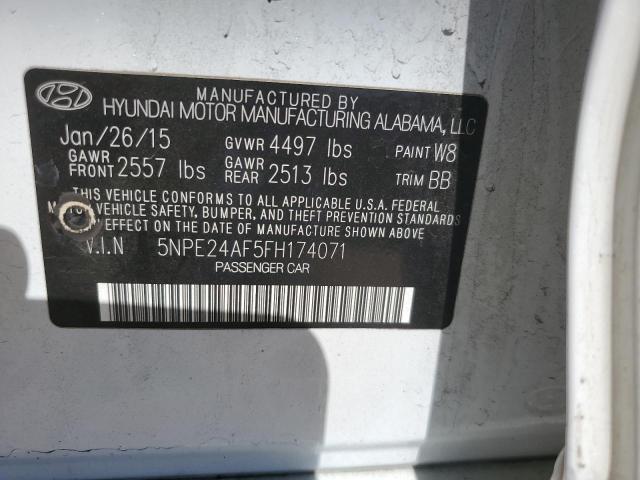 MANUFACTURED BY
HYUNDAI MOTOR MANUFACTURING ALABAMA, LLC
Jan/26/15 GVWR 4497 lbs PAINT W8
GAWR FRONT 2557 lbs GAWR REAR 2513 lbs TRIM BB
THIS VEHICLE CONFORMS TO ALL APPLICABLE U.S.A. FEDERAL
VEHICLE SAFETY, BUMPER, AND THEFT PREVENTION STANDARDS
EFFECT ON THE DATE OF MANUFACTURE SHOWN ABOVE.
V.I.N 5NPE24AF5FH174071
PASSENGER CAR